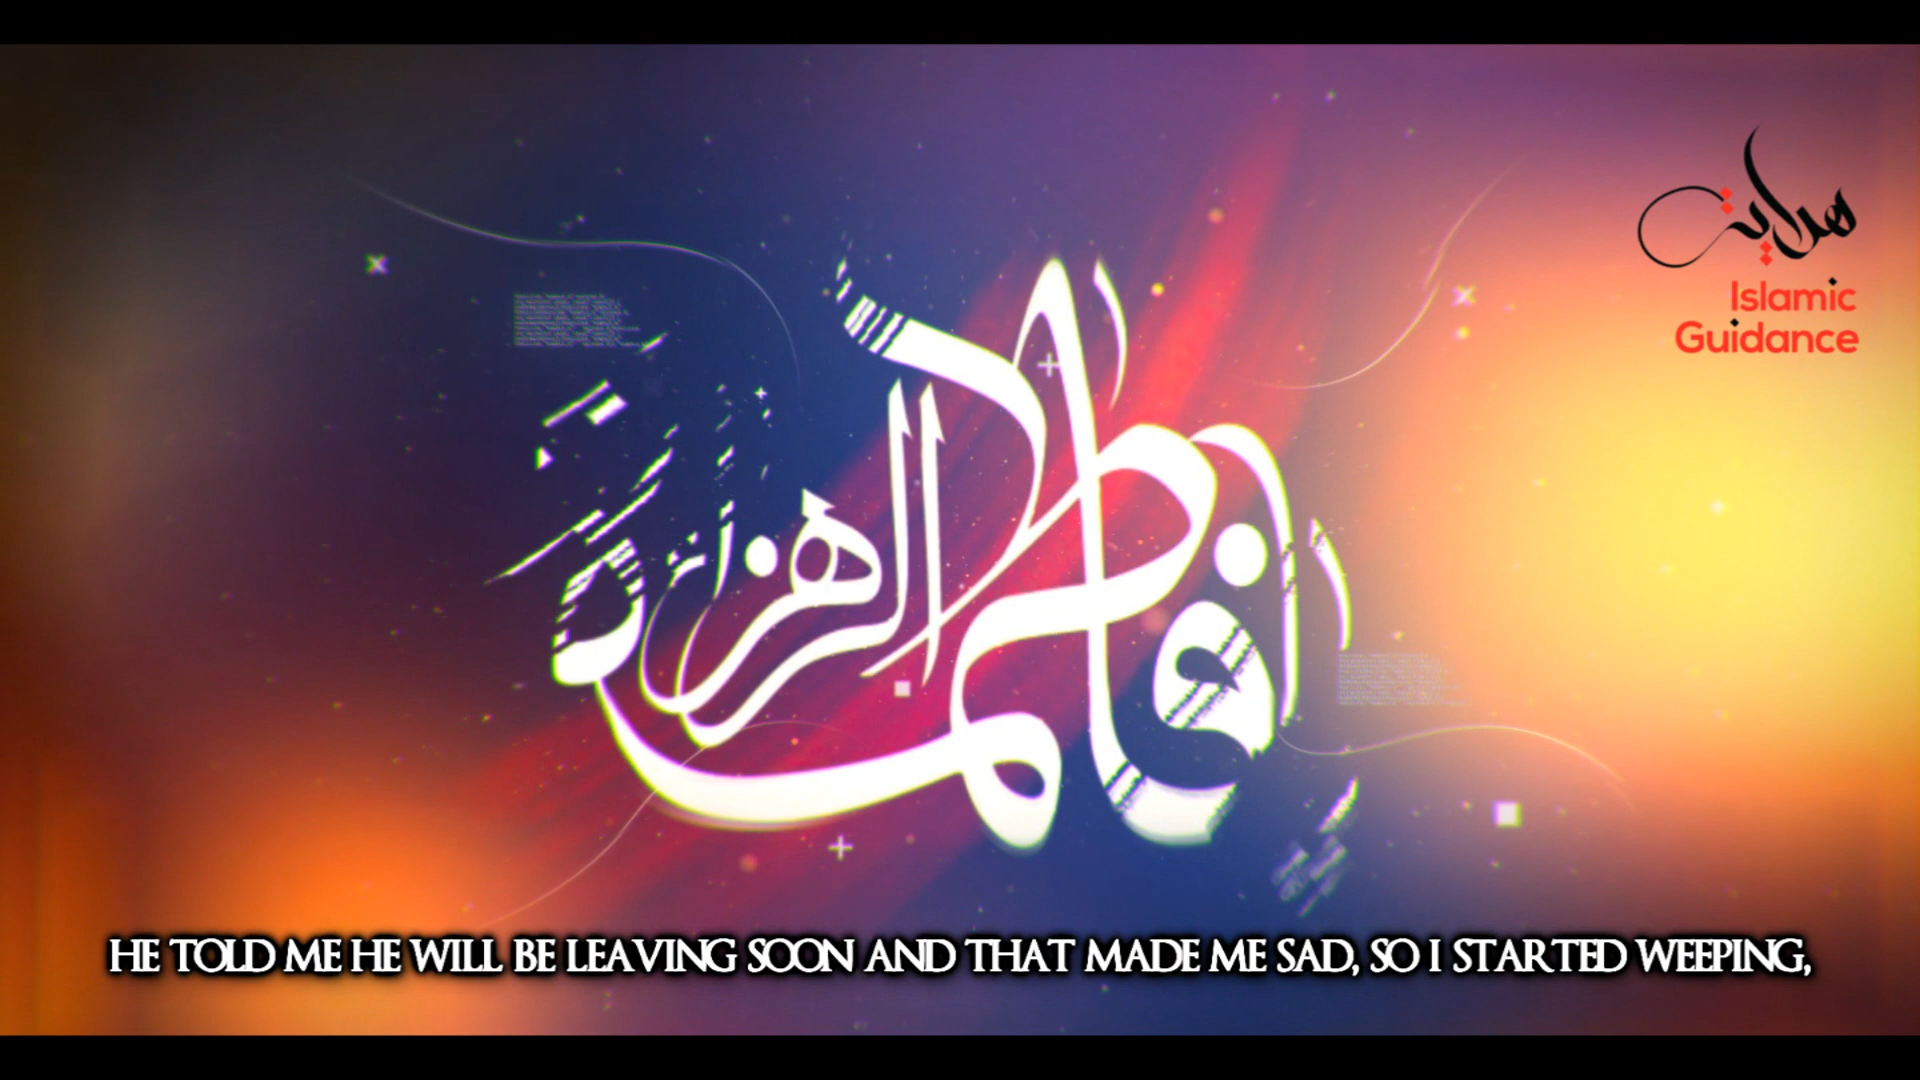 هداية
Islamic
Guidance
فاطمة الزهراء
HE TOLD ME HE WILL BE LEAVING SOON AND THAT MADE ME SAD, SO I STARTED WEEPING,